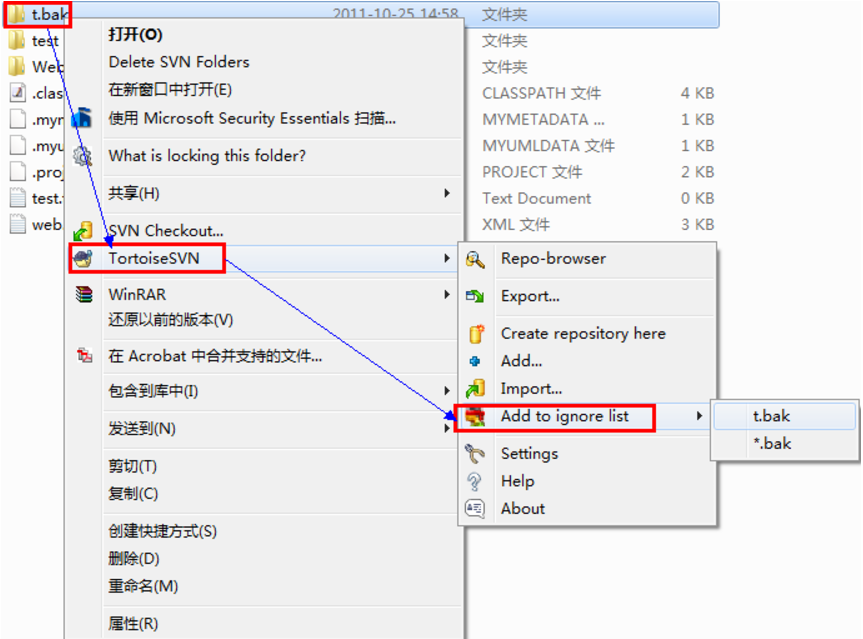 t.bak 2011-10-25 14:58 文件夹
test 文件夹
Web 文件夹
.clas CLASSPATH 文件 4 KB
.myn MYMETADATA ... 1 KB
.myu MYUMLDATA 文件 1 KB
.proj PROJECT 文件 2 KB
test. Text Document 0 KB
web. XML 文件 3 KB
打开(O)
Delete SVN Folders
在新窗口中打开(E)
使用 Microsoft Security Essentials 扫描...
What is locking this folder?
共享(H)
SVN Checkout...
TortoiseSVN
WinRAR
还原以前的版本(V)
在 Acrobat 中合并支持的文件...
包含到库中(I)
发送到(N)
剪切(T)
复制(C)
创建快捷方式(S)
删除(D)
重命名(M)
属性(R)
Repo-browser
Export...
Create repository here
Add...
Import...
Add to ignore list
Settings
Help
About
t.bak
*.bak